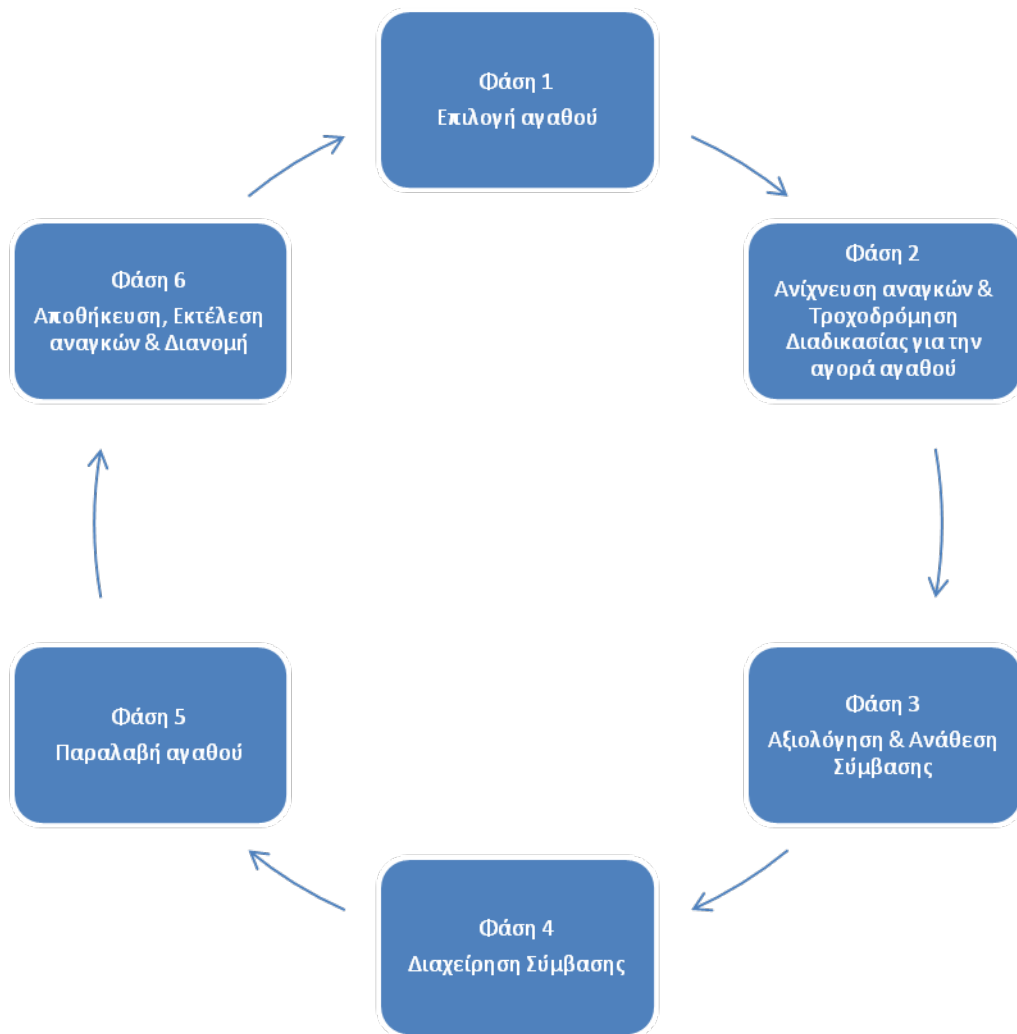 Φάση 1
Επιλογή αγαθού
Φάση 2
Ανίχνευση αναγκών &
Τροχοδρόμηση
Διαδικασίας για την
αγορά αγαθού
Φάση 3
Αξιολόγηση & Ανάθεση
Σύμβασης
Φάση 4
Διαχείρηση Σύμβασης
Φάση 5
Παραλαβή αγαθού
Φάση 6
Αποθήκευση, Εκτέλεση
αναγκών & Διανομή